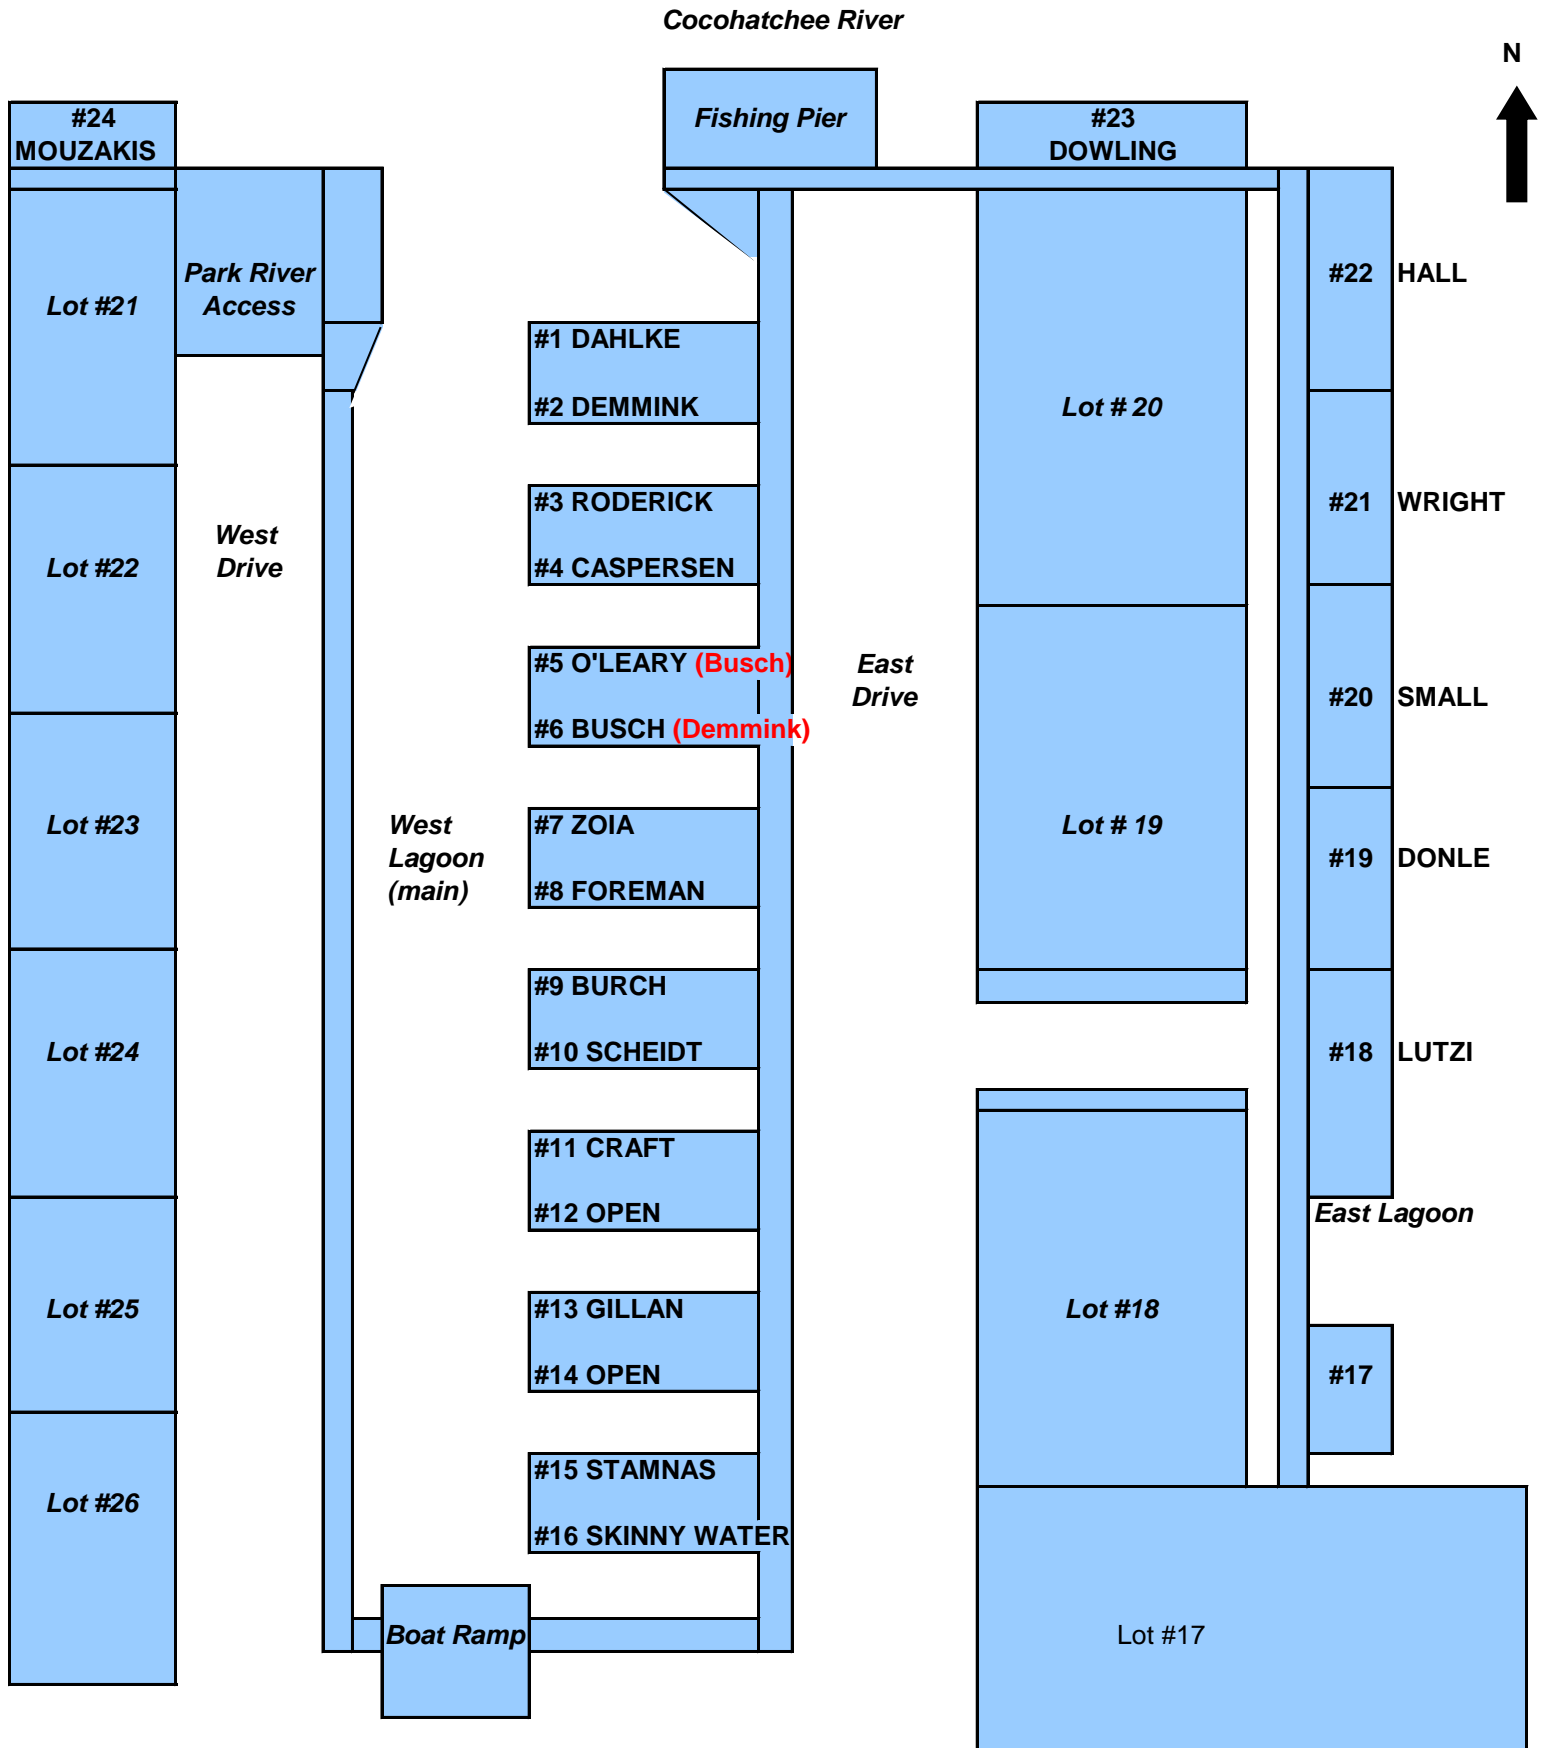 Cocohatchee River
N
#24
MOUZAKIS
Fishing Pier
#23
DOWLING
Park River
Access
Lot #21
#22 HALL
#1 DAHLKE
#2 DEMMINK
Lot # 20
#3 RODERICK
#21 WRIGHT
West
Drive
Lot #22
#4 CASPERSEN
#5 O'LEARY (Busch)
East
Drive
#20 SMALL
#6 BUSCH (Demmink)
Lot #23
West
Lagoon
(main)
#7 ZOIA
Lot # 19
#19 DONLE
#8 FOREMAN
#9 BURCH
Lot #24
#10 SCHEIDT
#18 LUTZI
#11 CRAFT
#12 OPEN
East Lagoon
Lot #25
#13 GILLAN
Lot #18
#14 OPEN
#17
#15 STAMNAS
Lot #26
#16 SKINNY WATER
Boat Ramp
Lot #17